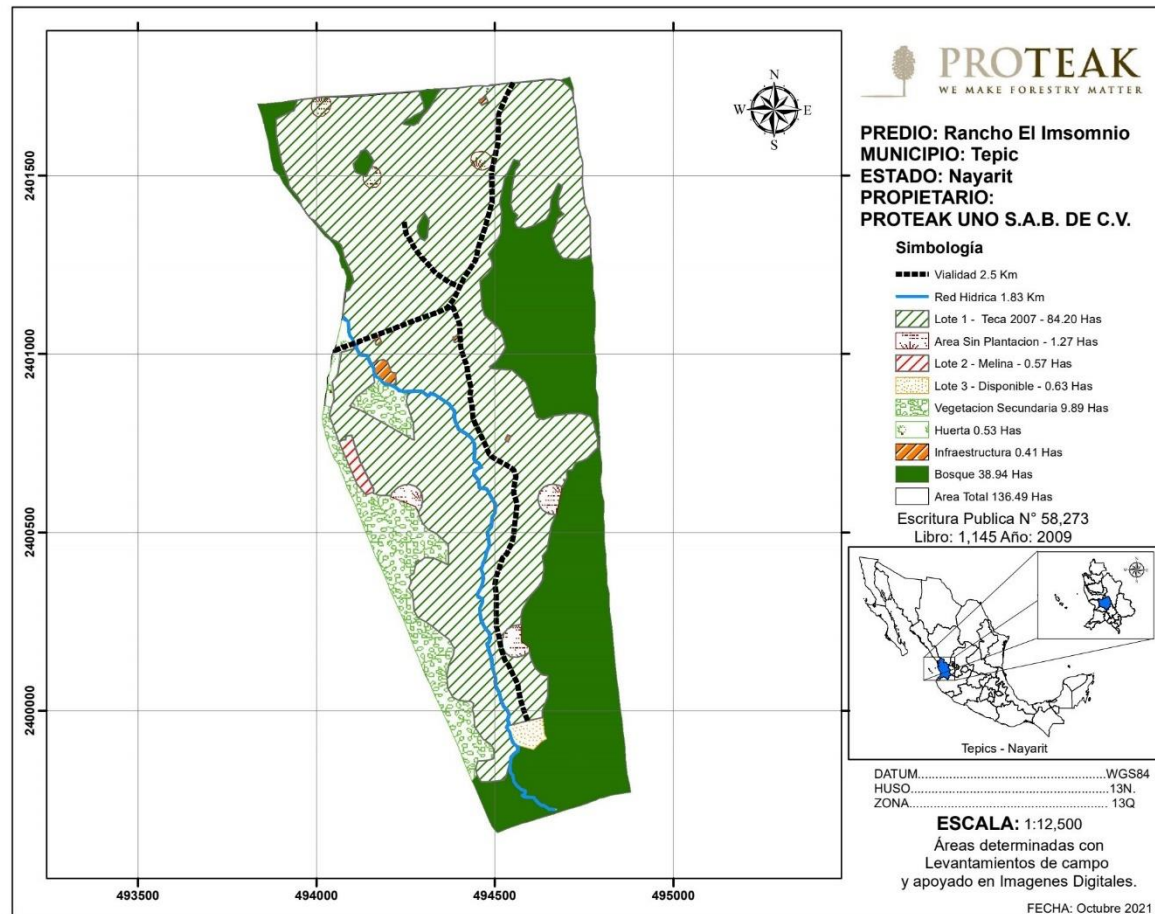 PROTEAK
WE MAKE FORESTRY MATTER
PREDIO: Rancho El Imsomnio
MUNICIPIO: Tepic
ESTADO: Nayarit
PROPIETARIO:
PROTEAK UNO S.A.B. DE C.V.
Simbología
Vialidad 2.5 Km
Red Hidrica 1.83 Km
Lote 1 - Teca 2007 - 84.20 Has
Area Sin Plantacion - 1.27 Has
Lote 2 - Melina - 0.57 Has
Lote 3 - Disponible - 0.63 Has
Vegetacion Secundaria 9.89 Has
Huerta 0.53 Has
Infraestructura 0.41 Has
Bosque 38.94 Has
Area Total 136.49 Has
Escritura Publica N° 58,273
Libro: 1,145 Año: 2009
Tepics - Nayarit
DATUM..................................................WGS84
HUSO.....................................................13N.
ZONA.................................................... 13Q
ESCALA: 1:12,500
Áreas determinadas con
Levantamientos de campo
y apoyado en Imagenes Digitales.
FECHA: Octubre 2021
N
W E
S
2401500
2401000
2400500
2400000
493500 494000 494500 495000